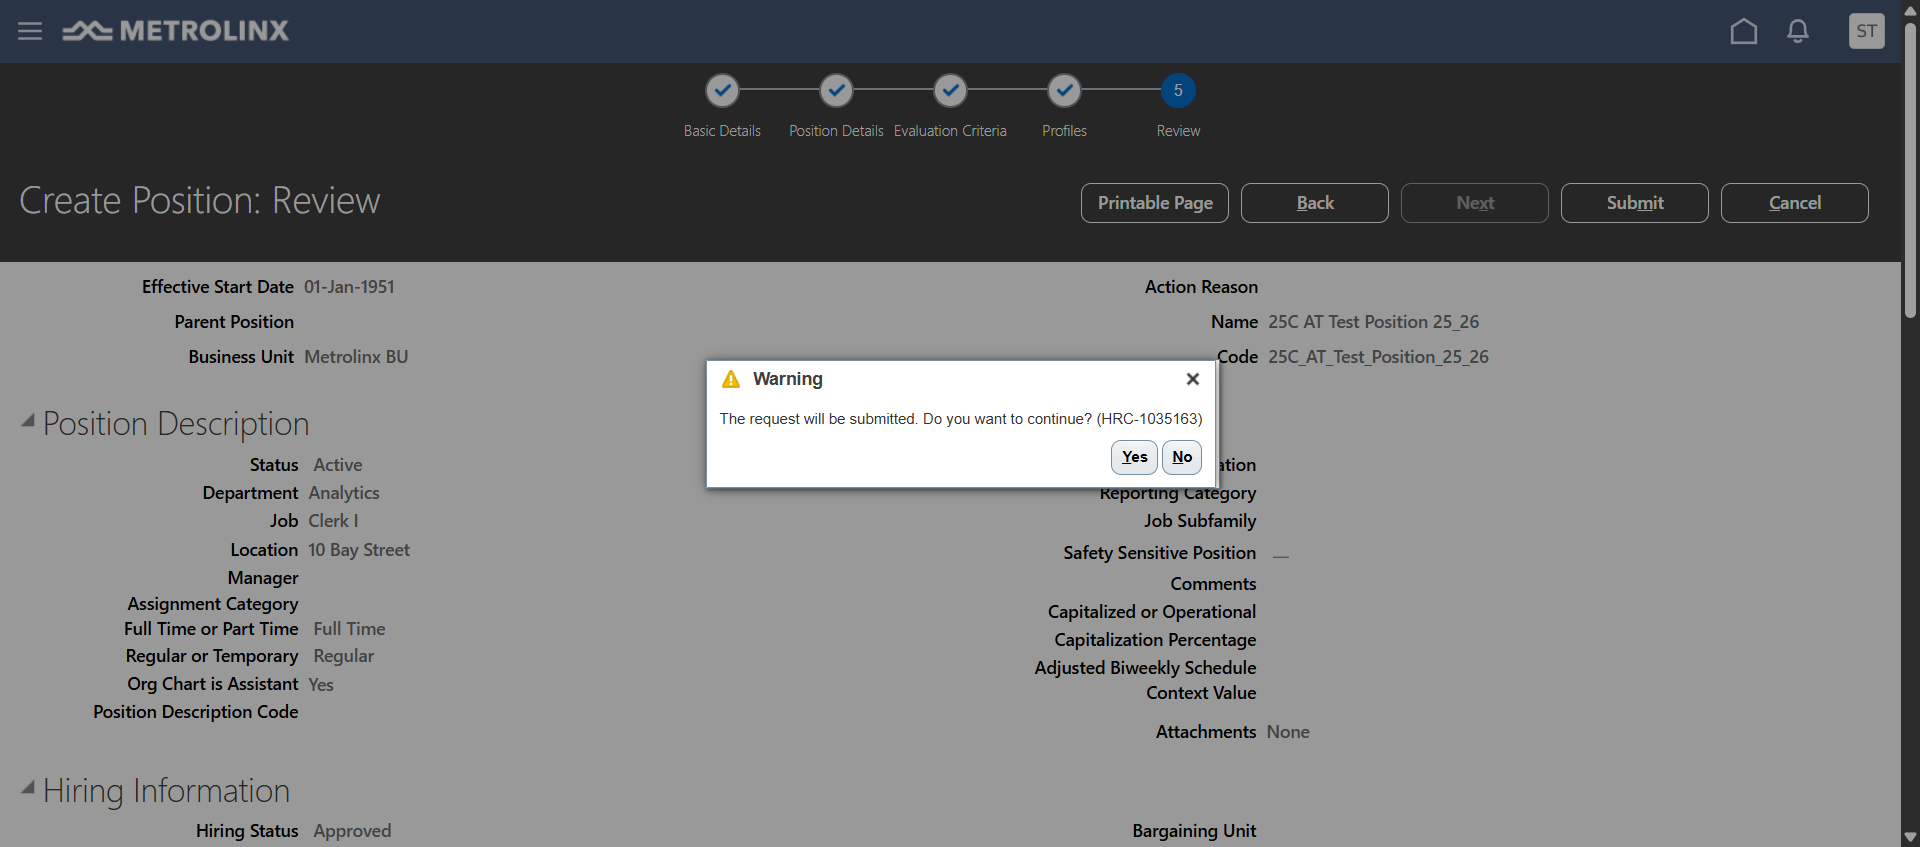 METROLINX
ST
5
Basic Details
Position Details
Evaluation Criteria
Profiles
Review
Create Position: Review
Printable Page
Back
Next
Submit
Cancel
Effective Start Date 01-Jan-1951
Action Reason
Parent Position
Name 25C AT Test Position 25_26
Business Unit Metrolinx BU
Code 25C_AT_Test_Position_25_26
Warning
The request will be submitted. Do you want to continue? (HRC-1035163)
Yes
No
Position Description
Status Active
Department Analytics
Reporting Category
Job Clerk I
Job Subfamily
Location 10 Bay Street
Safety Sensitive Position —
Manager
Comments
Assignment Category
Capitalized or Operational
Full Time or Part Time Full Time
Capitalization Percentage
Regular or Temporary Regular
Adjusted Biweekly Schedule
Org Chart is Assistant Yes
Context Value
Position Description Code
Attachments None
Hiring Information
Hiring Status Approved
Bargaining Unit